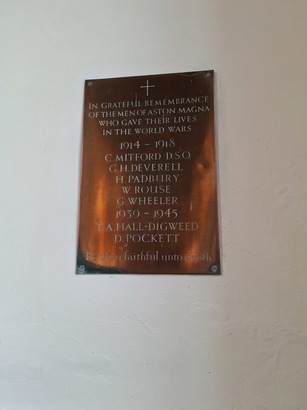 IN GRATEFUL REMEMBRANCE
OF THE MEN OF ASTON MAGNA
WHO GAVE THEIR LIVES
IN THE WORLD WARS
1914 - 1918
C. MITFORD D.S.O.
G. H. DEVERELL
H. PADBURY
W. ROUSE
G. WHEELER
1939 - 1945
T. A. HALL-DIGWEED
D. POCKETT
faithful unto death